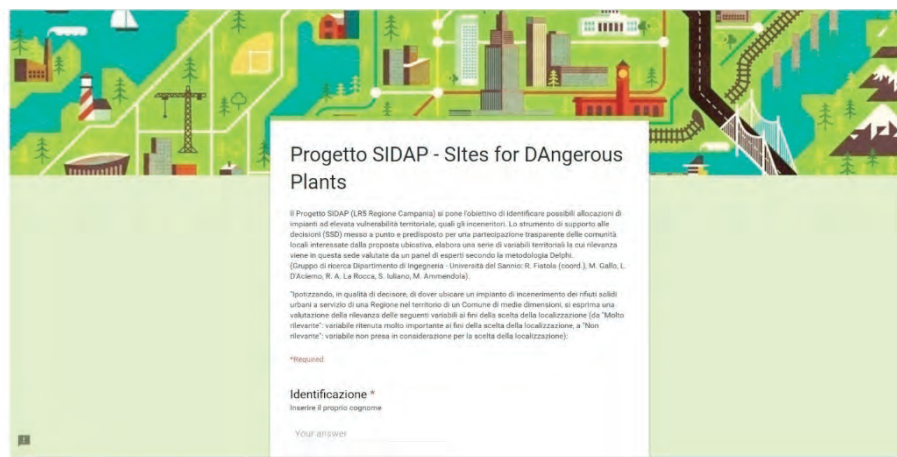 Progetto SIDAP - SItes for DAngerous
Plants
Il Progetto SIDAP (LR5 Regione Campania) si pone l'obiettivo di identificare possibili allocazioni di
impianti ad elevata vulnerabilità territoriale, quali gli inceneritori. Lo strumento di supporto alle
decisioni (SSD) messo a punto e predisposto per una partecipazione trasparente delle comunità
locali interessate dalla proposta ubicativa, elabora una serie di variabili territoriali la cui rilevanza
viene in questa sede valutate da un panel di esperti secondo la metodologia Delphi.
(Gruppo di ricerca Dipartimento di Ingegneria - Università del Sannio: R. Fistola (coord.), M. Gallo, L.
D'Acierno, R. A. La Rocca, S. Iuliano, M. Ammendola).
"Ipotizzando, in qualità di decisore, di dover ubicare un impianto di incenerimento dei rifiuti solidi
urbani a servizio di una Regione nel territorio di un Comune di medie dimensioni, si esprima una
valutazione della rilevanza delle seguenti variabili ai fini della scelta della localizzazione (da "Molto
rilevante": variabile ritenuta molto importante ai fini della scelta della localizzazione, a "Non
rilevante": variabile non presa in considerazione per la scelta della localizzazione):
*Required
Identificazione *
Inserire il proprio cognome
Your answer